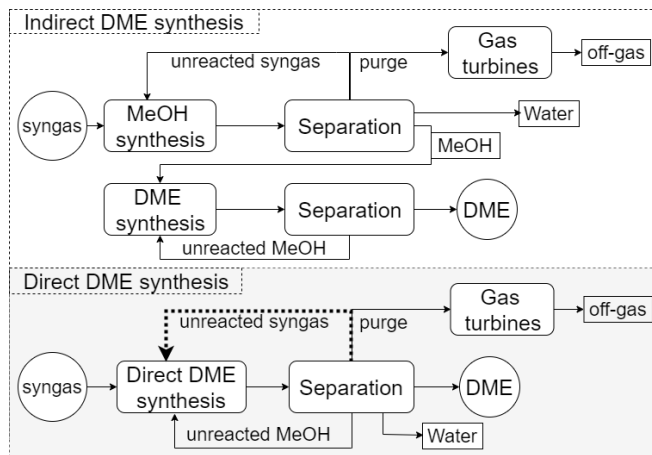 Indirect DME synthesis
Gas
turbines
off-gas
unreacted syngas
purge
syngas
MeOH
synthesis
Separation
Water
MeOH
DME
synthesis
Separation
DME
unreacted MeOH
Direct DME synthesis
Gas
turbines
off-gas
unreacted syngas
purge
syngas
Direct DME
synthesis
Separation
DME
unreacted MeOH
Water